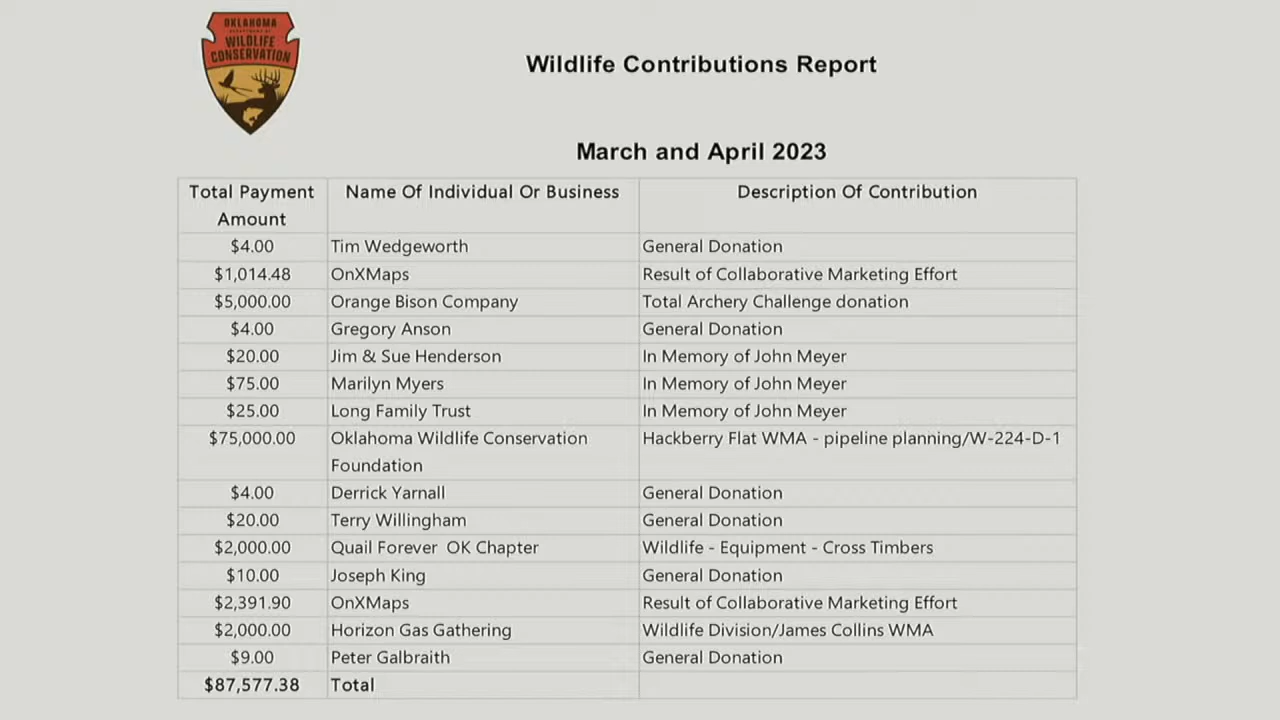 OKLAHOMA
DEPARTMENT OF
WILDLIFE
CONSERVATION
Wildlife Contributions Report
March and April 2023
Total Payment Amount Name Of Individual Or Business Description Of Contribution
$4.00 Tim Wedgeworth General Donation
$1,014.48 OnXMaps Result of Collaborative Marketing Effort
$5,000.00 Orange Bison Company Total Archery Challenge donation
$4.00 Gregory Anson General Donation
$20.00 Jim & Sue Henderson In Memory of John Meyer
$75.00 Marilyn Myers In Memory of John Meyer
$25.00 Long Family Trust In Memory of John Meyer
$75,000.00 Oklahoma Wildlife Conservation Foundation Hackberry Flat WMA - pipeline planning/W-224-D-1
$4.00 Derrick Yarnall General Donation
$20.00 Terry Willingham General Donation
$2,000.00 Quail Forever OK Chapter Wildlife - Equipment - Cross Timbers
$10.00 Joseph King General Donation
$2,391.90 OnXMaps Result of Collaborative Marketing Effort
$2,000.00 Horizon Gas Gathering Wildlife Division/James Collins WMA
$9.00 Peter Galbraith General Donation
$87,577.38 Total